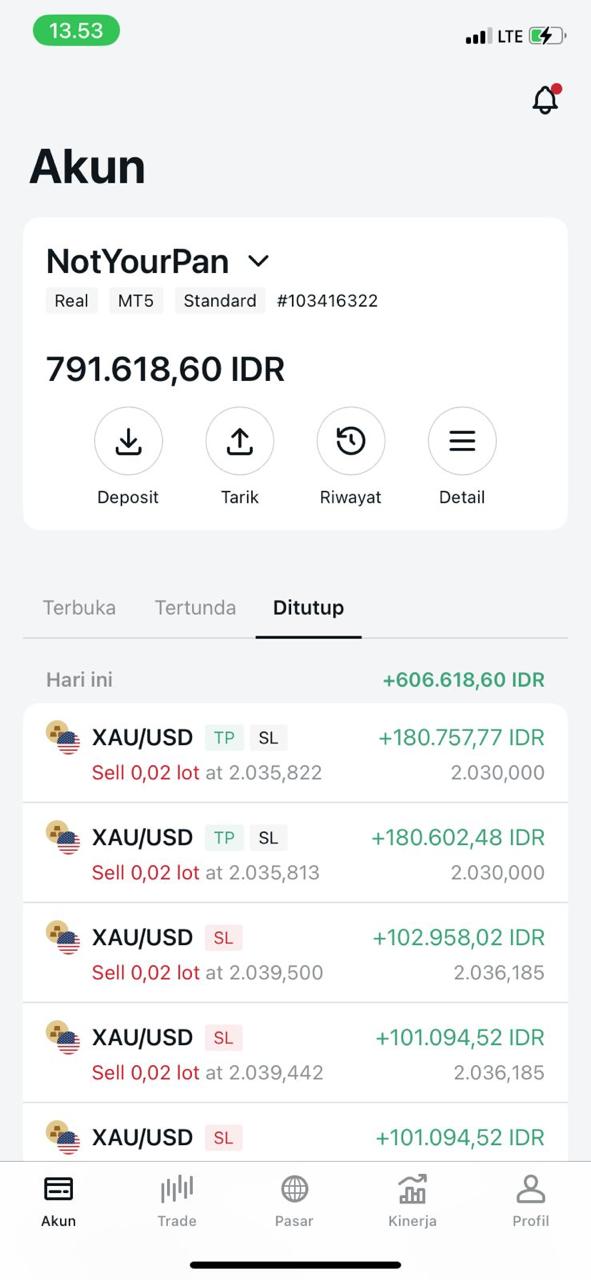 13.53
LTE
Akun
NotYourPan
Real MT5 Standard #103416322
791.618,60 IDR
Deposit Tarik Riwayat Detail
Terbuka Tertunda Ditutup
Hari ini +606.618,60 IDR
XAU/USD TP SL +180.757,77 IDR
Sell 0,02 lot at 2.035,822 2.030,000
XAU/USD TP SL +180.602,48 IDR
Sell 0,02 lot at 2.035,813 2.030,000
XAU/USD SL +102.958,02 IDR
Sell 0,02 lot at 2.039,500 2.036,185
XAU/USD SL +101.094,52 IDR
Sell 0,02 lot at 2.039,442 2.036,185
XAU/USD SL +101.094,52 IDR
Akun Trade Pasar Kinerja Profil